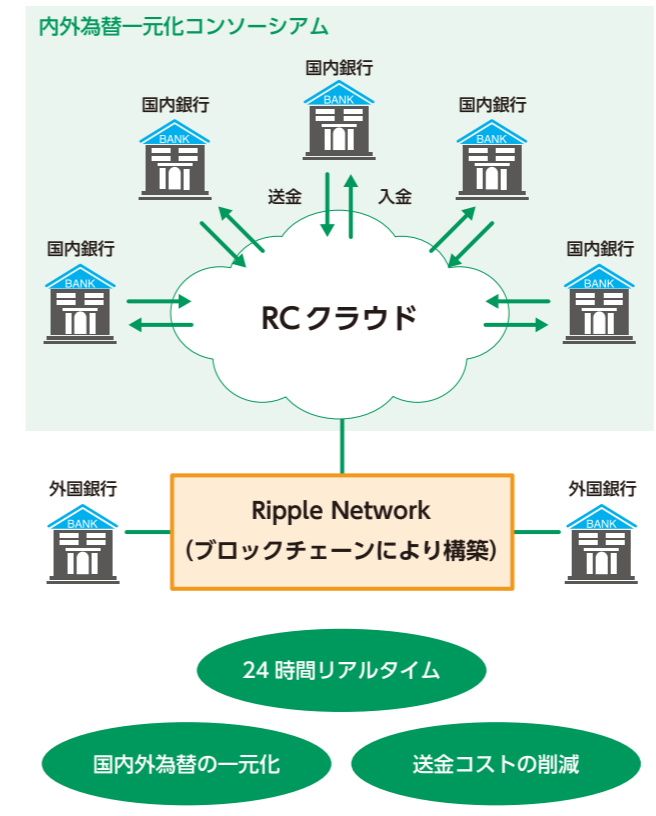 内外為替一元化コンソーシアム
国内銀行
BANK
国内銀行
BANK
国内銀行
BANK
送金
入金
国内銀行
BANK
国内銀行
BANK
RCクラウド
外国銀行
BANK
外国銀行
BANK
Ripple Network
(ブロックチェーンにより構築)
24時間リアルタイム
国内外為替の一元化
送金コストの削減